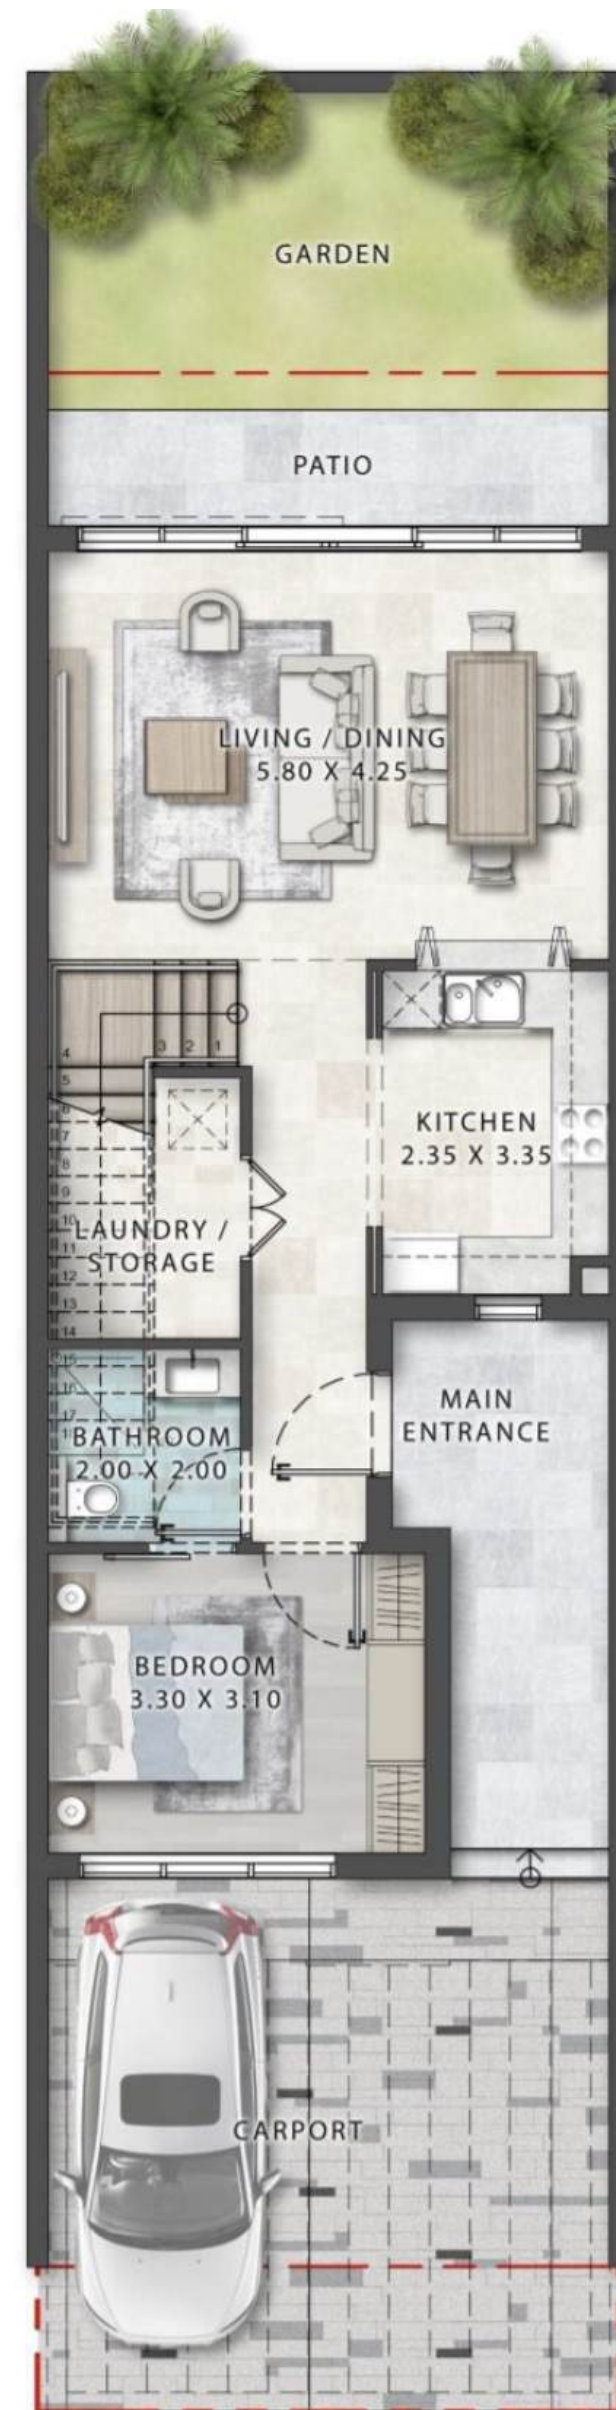 GARDEN
PATIO
LIVING / DINING
5.80 X 4.25
3 2 1
4
5
6
7
8
9
10
11
12
13
14
KITCHEN
2.35 X 3.35
LAUNDRY /
STORAGE
15
16
17
BATHROOM
2.00 X 2.00
MAIN
ENTRANCE
BEDROOM
3.30 X 3.10
CARPORT